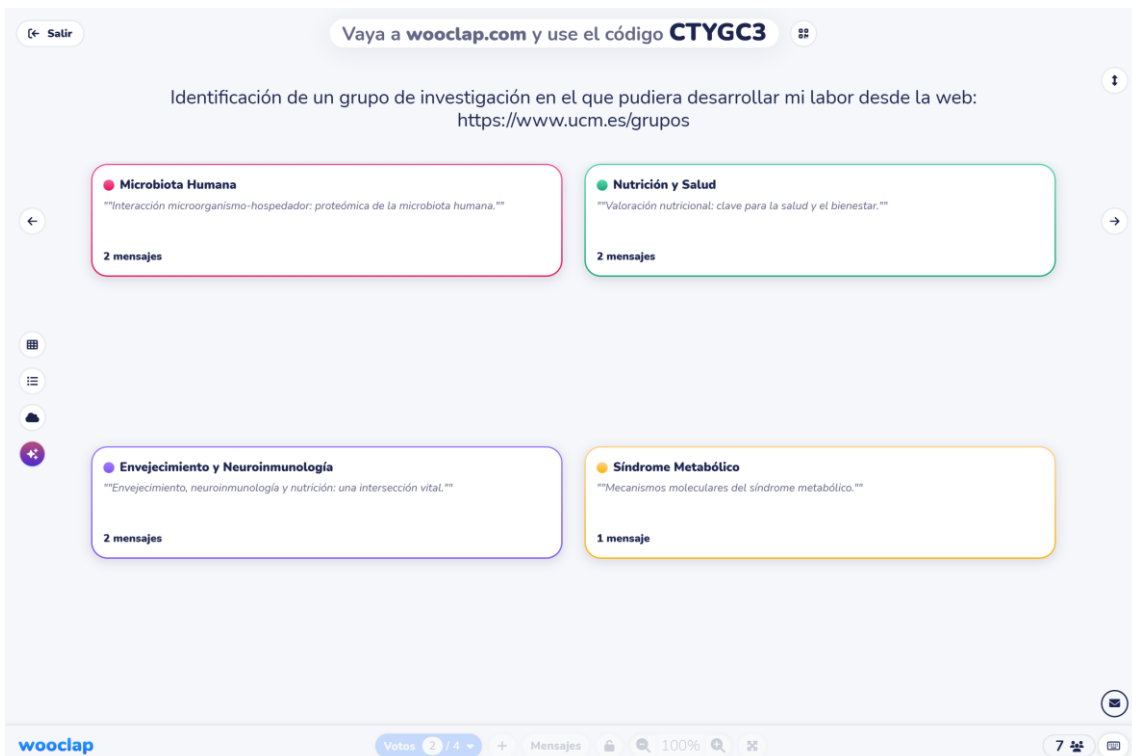 Salir
Vaya a wooclap.com y use el código CTYGC3
Identificación de un grupo de investigación en el que pudiera desarrollar mi labor desde la web:
https://www.ucm.es/grupos
Microbiota Humana
""Interacción microorganismo-hospedador: proteómica de la microbiota humana.""
2 mensajes
Nutrición y Salud
""Valoración nutricional: clave para la salud y el bienestar.""
2 mensajes
Envejecimiento y Neuroinmunología
""Envejecimiento, neuroinmunología y nutrición: una intersección vital.""
2 mensajes
Síndrome Metabólico
""Mecanismos moleculares del síndrome metabólico.""
1 mensaje
wooclap
Votos 2 / 4
+ Mensajes
100%
7